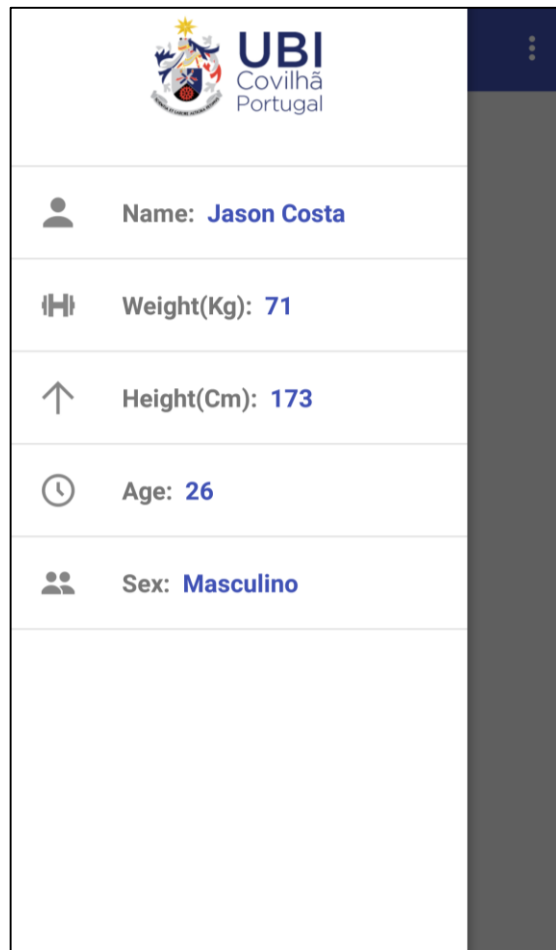 UBI
Covilhã
Portugal
Name: Jason Costa
Weight(Kg): 71
Height(Cm): 173
Age: 26
Sex: Masculino